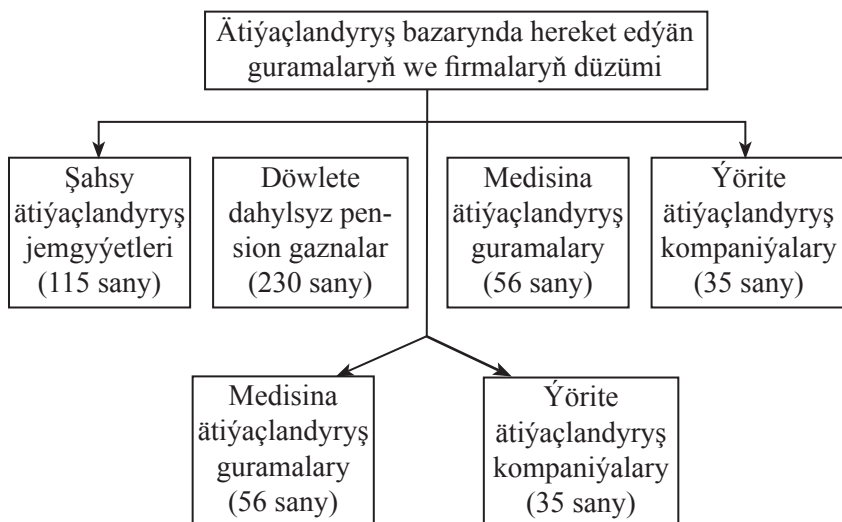 Ätiýaçlandyryş bazarynda hereket edýän
guramalaryň we firmalaryň düzümi
Şahsy
ätiýaçlandyryş
jemgyýetleri
(115 sany)
Döwlete
dahylsyz pen-
sion gaznalar
(230 sany)
Medisina
ätiýaçlandyryş
guramalary
(56 sany)
Ýörite
ätiýaçlandyryş
kompaniýalary
(35 sany)
Medisina
ätiýaçlandyryş
guramalary
(56 sany)
Ýörite
ätiýaçlandyryş
kompaniýalary
(35 sany)